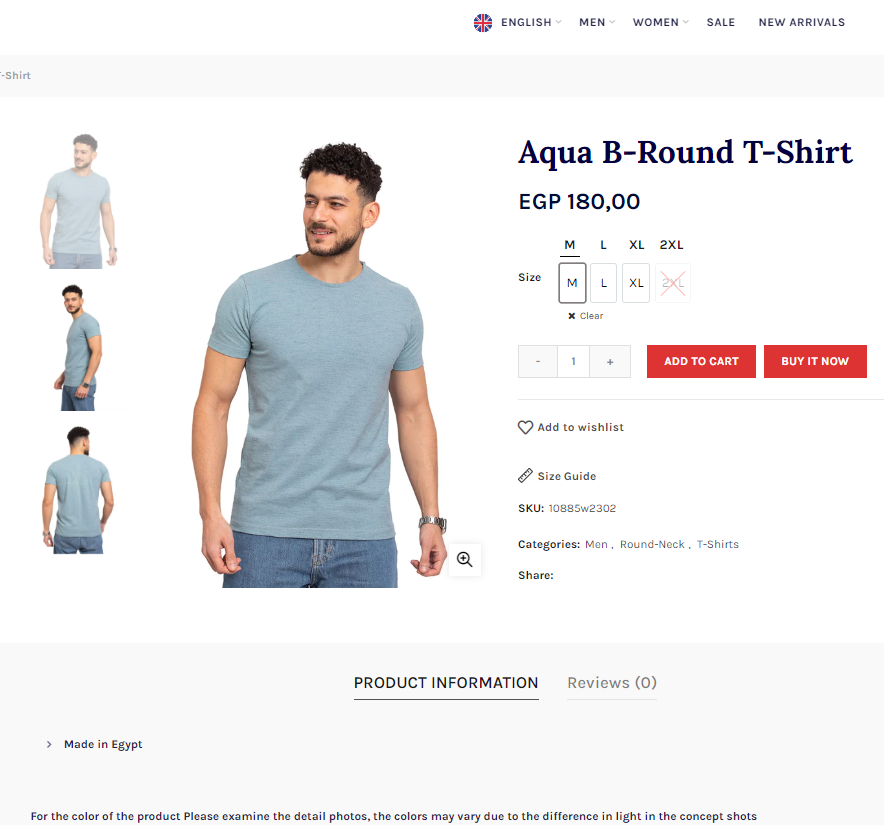 ENGLISH MEN WOMEN SALE NEW ARRIVALS
T-Shirt
Aqua B-Round T-Shirt
EGP 180,00
M L XL 2XL
Size M L XL 2XL
✖ Clear
- 1 + ADD TO CART BUY IT NOW
Add to wishlist
Size Guide
SKU: 10885w2302
Categories: Men , Round-Neck , T-Shirts
Share:
PRODUCT INFORMATION Reviews (0)
Made in Egypt
For the color of the product Please examine the detail photos, the colors may vary due to the difference in light in the concept shots